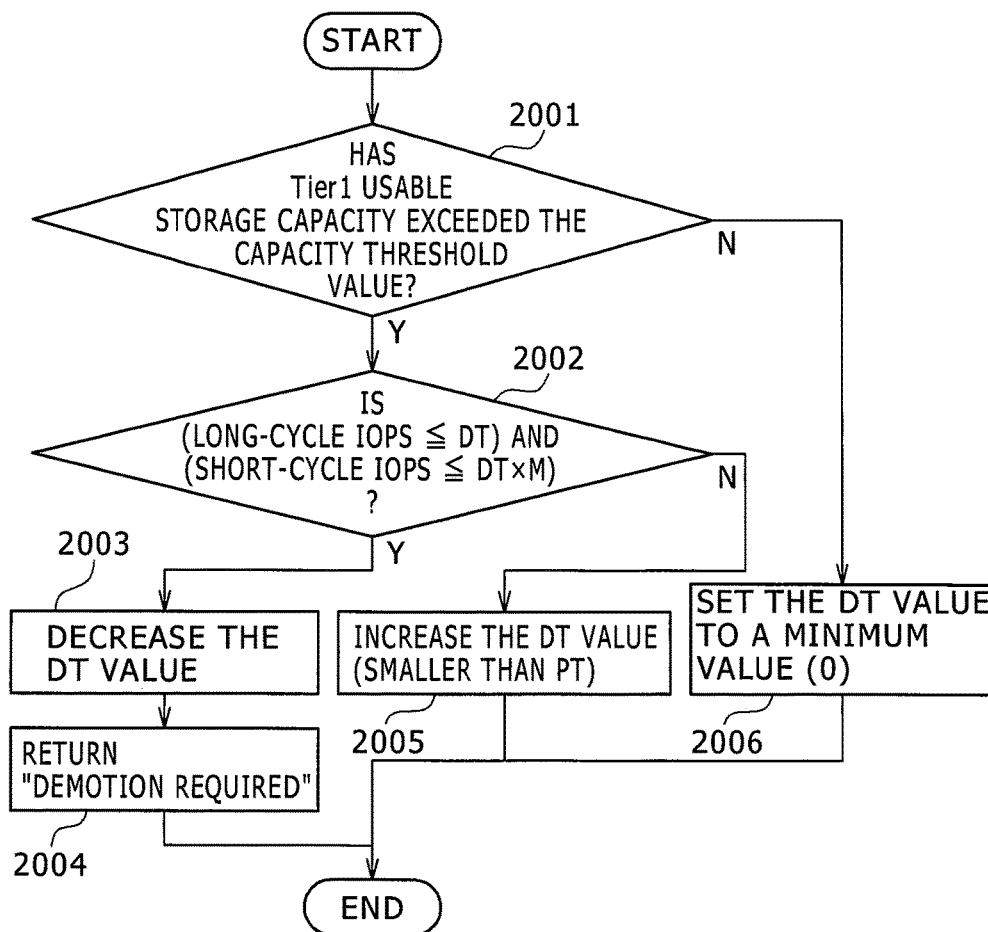 START
2001
HAS
Tier1 USABLE
STORAGE CAPACITY EXCEEDED THE
CAPACITY THRESHOLD
VALUE?
N
Y
2002
IS
(LONG-CYCLE IOPS ≦ DT) AND
(SHORT-CYCLE IOPS ≦ DT×M)
?
N
Y
2003
DECREASE THE
DT VALUE
INCREASE THE DT VALUE
(SMALLER THAN PT)
SET THE DT VALUE
TO A MINIMUM
VALUE (0)
2005
2006
RETURN
"DEMOTION REQUIRED"
2004
END